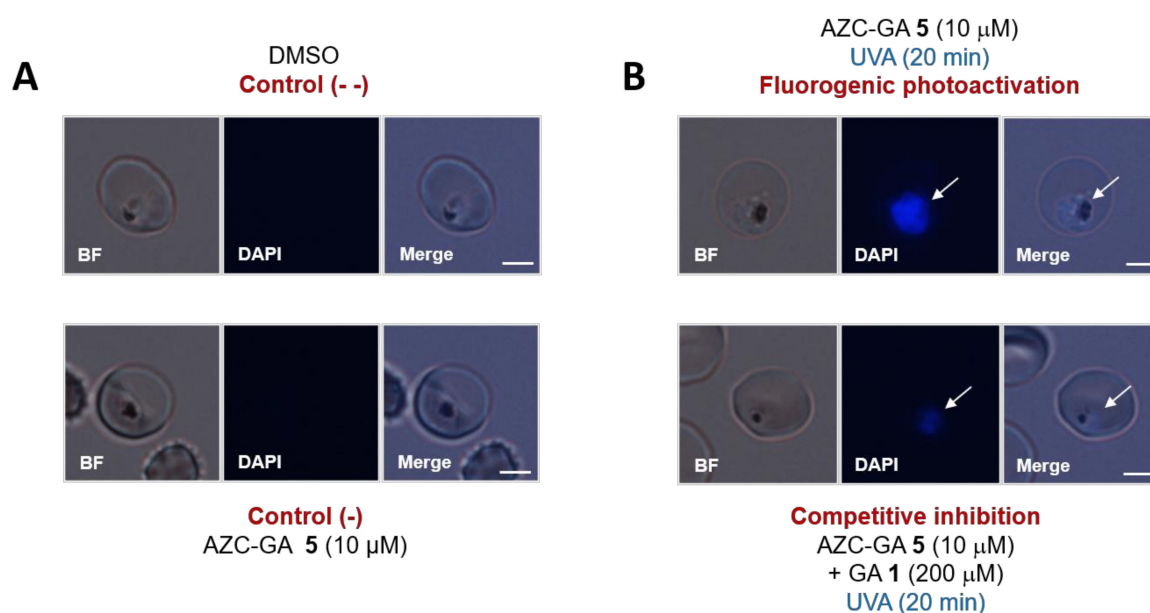 A
DMSO
Control (- -)
BF
DAPI
Merge
BF
DAPI
Merge
Control (-)
AZC-GA 5 (10 µM)
B
AZC-GA 5 (10 µM)
UVA (20 min)
Fluorogenic photoactivation
BF
DAPI
Merge
BF
DAPI
Merge
Competitive inhibition
AZC-GA 5 (10 µM)
+ GA 1 (200 µM)
UVA (20 min)